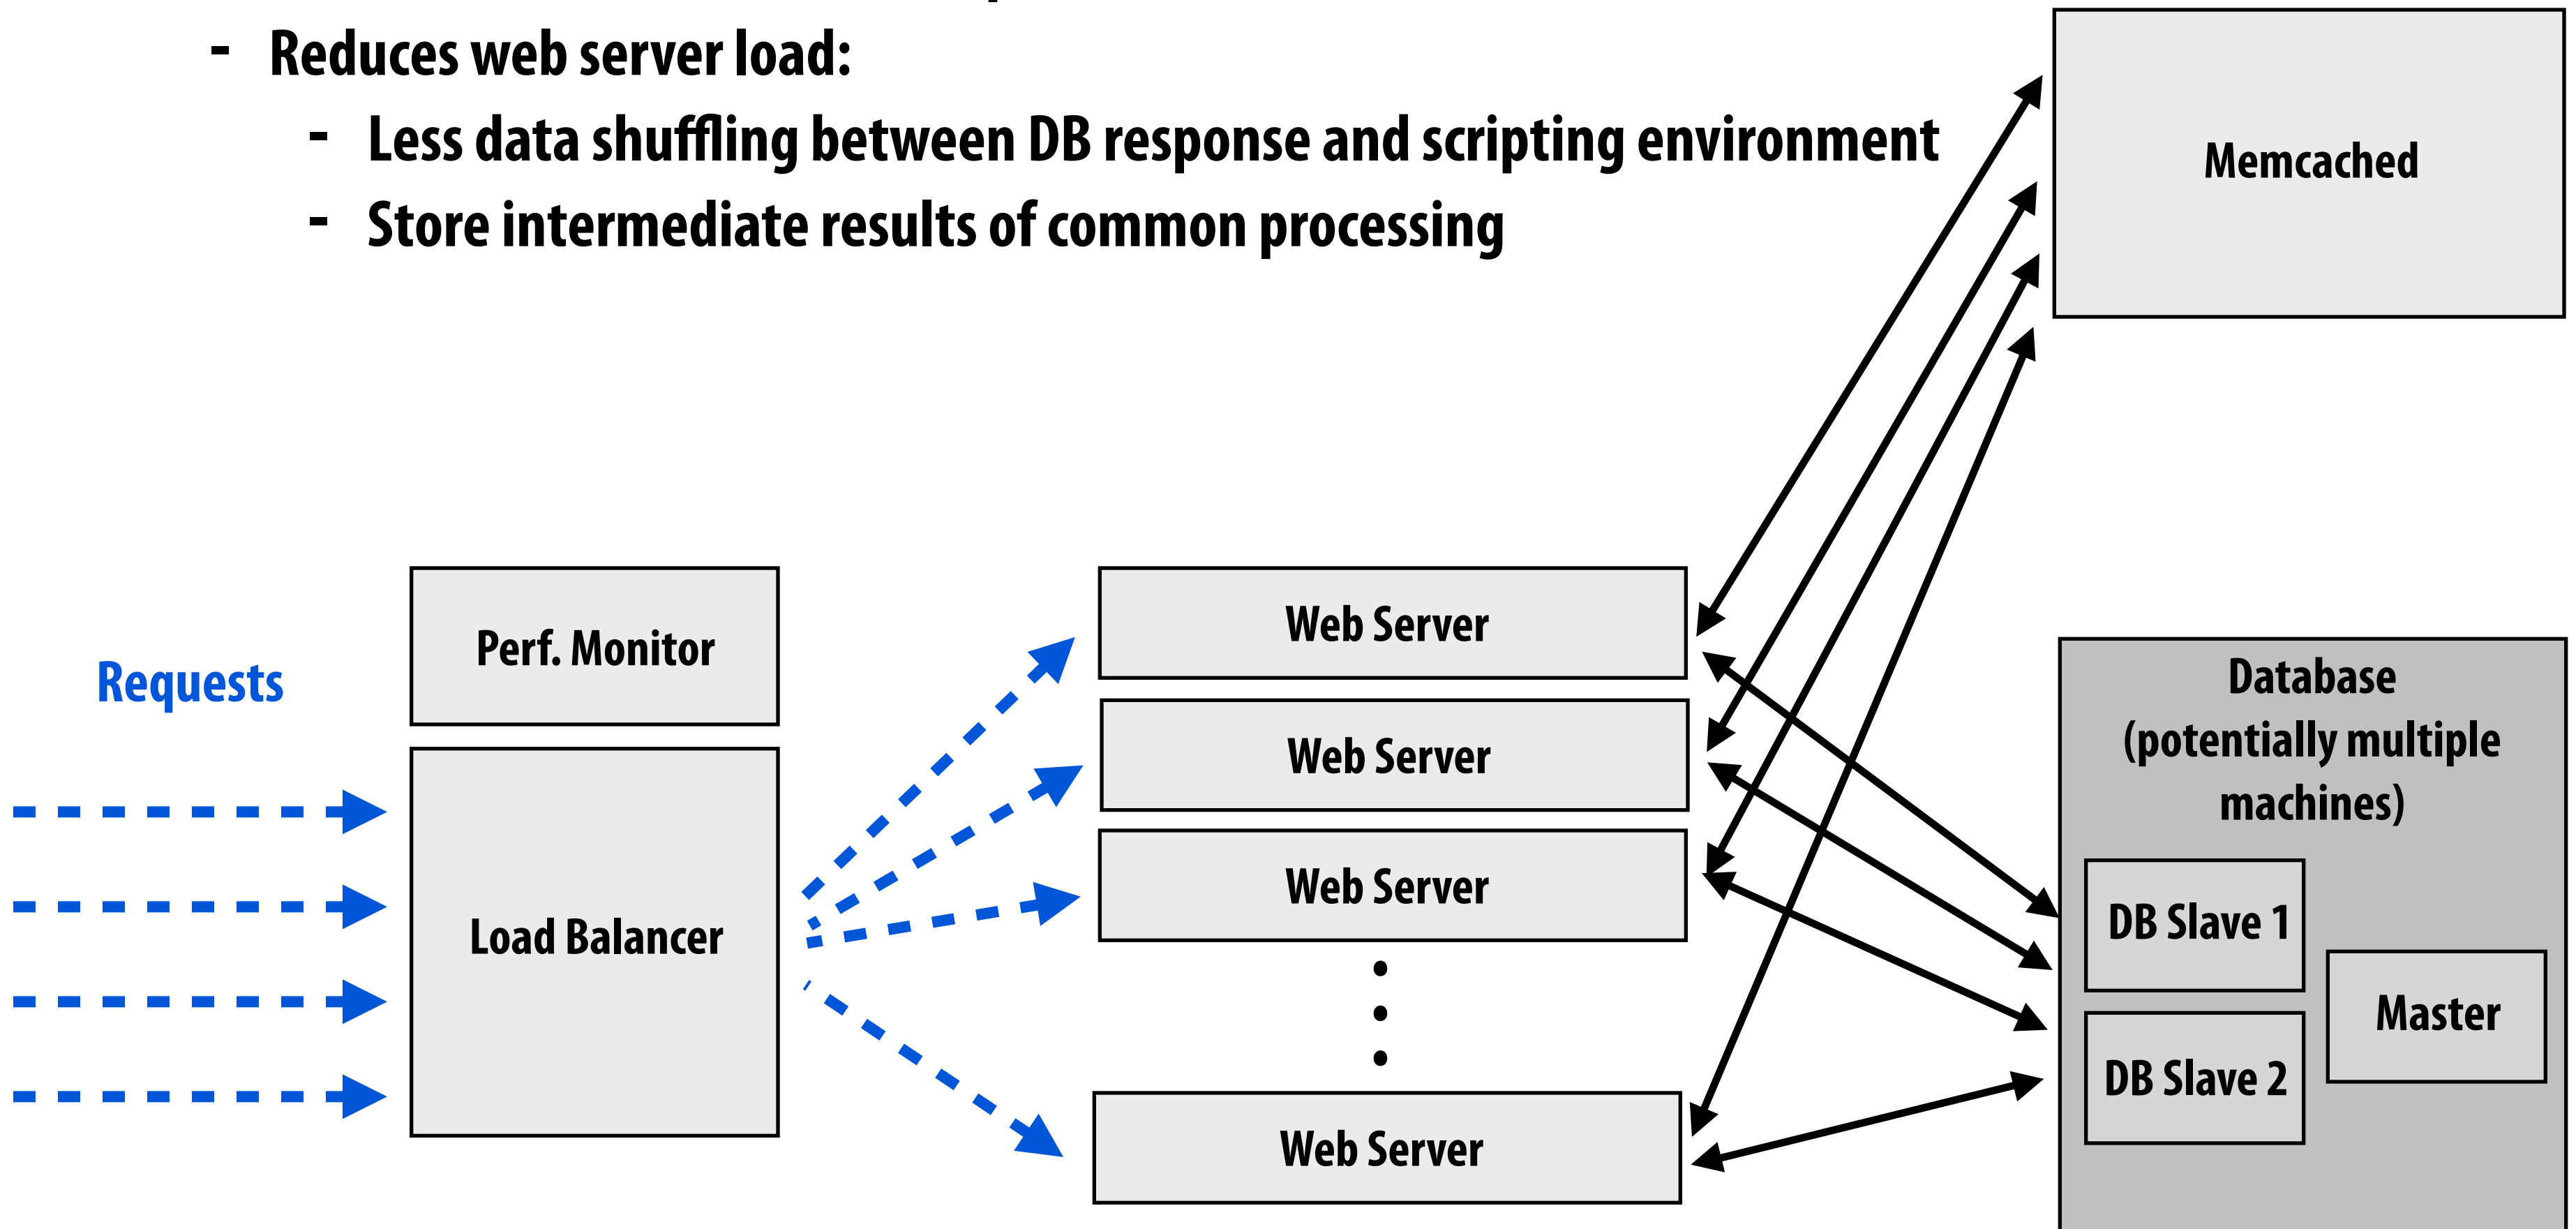 - Reduces web server load:
- Less data shuffling between DB response and scripting environment
- Store intermediate results of common processing
Memcached
Requests
Perf. Monitor
Load Balancer
Web Server
Web Server
Web Server
Web Server
Database
(potentially multiple
machines)
DB Slave 1
DB Slave 2
Master